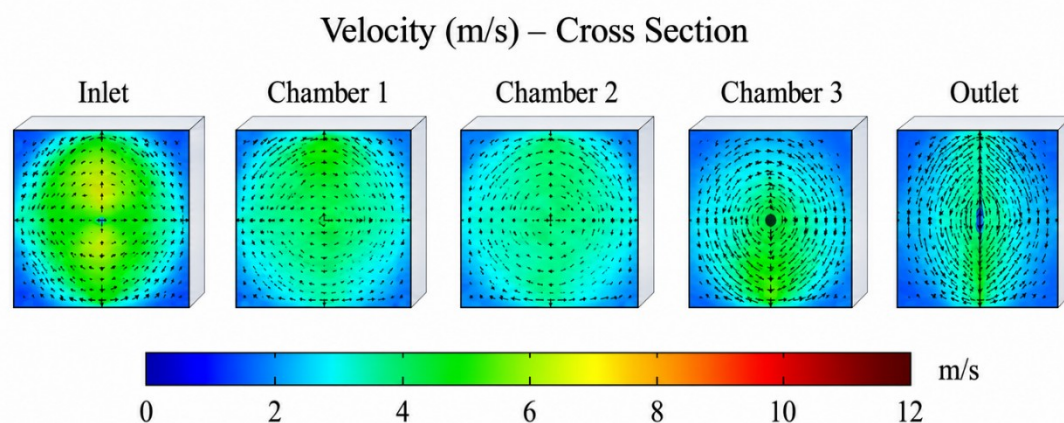 Velocity (m/s) – Cross Section
Inlet Chamber 1 Chamber 2 Chamber 3 Outlet
m/s
0 2 4 6 8 10 12